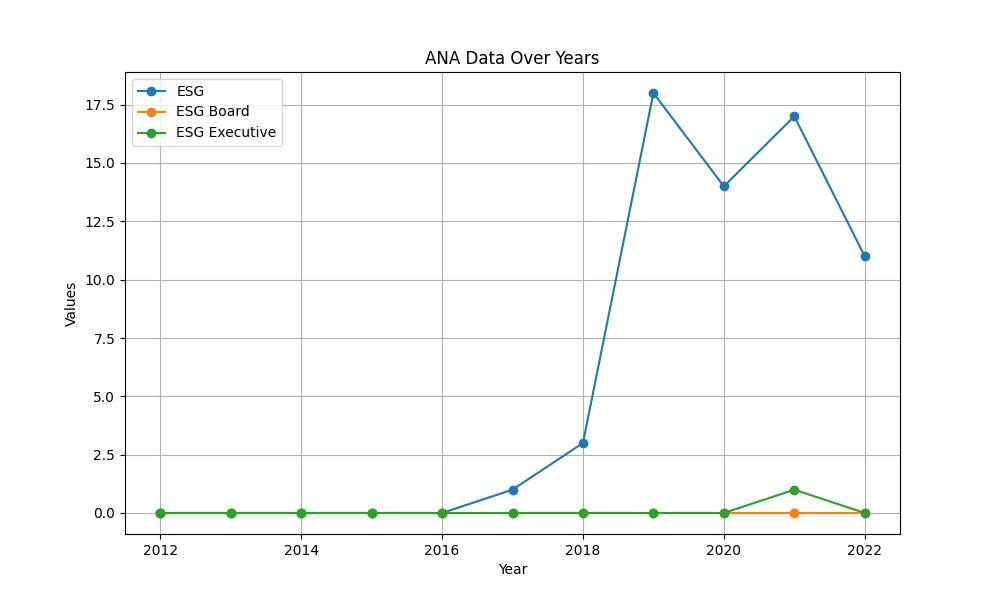 ANA Data Over Years
ESG
ESG Board
ESG Executive
17.5
15.0
12.5
10.0
7.5
5.0
2.5
0.0
Values
2012
2014
2016
2018
2020
2022
Year